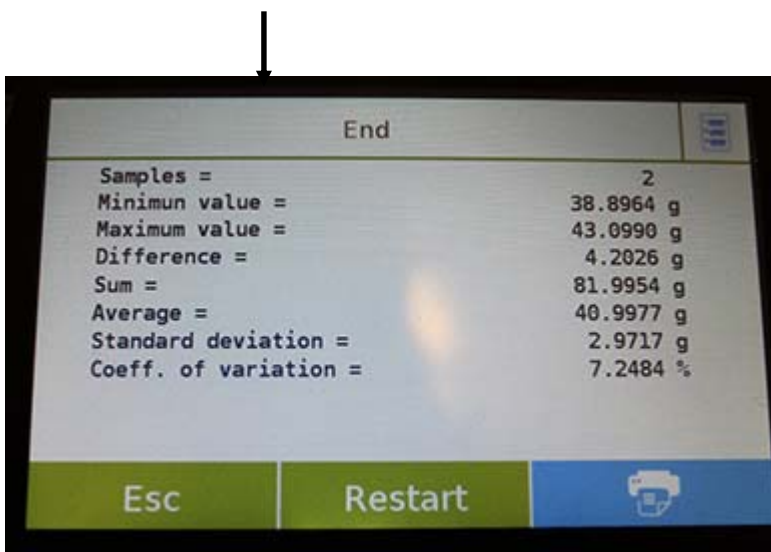 End
Samples = 2
Minimun value = 38.8964 g
Maximum value = 43.0990 g
Difference = 4.2026 g
Sum = 81.9954 g
Average = 40.9977 g
Standard deviation = 2.9717 g
Coeff. of variation = 7.2484 %
Esc Restart